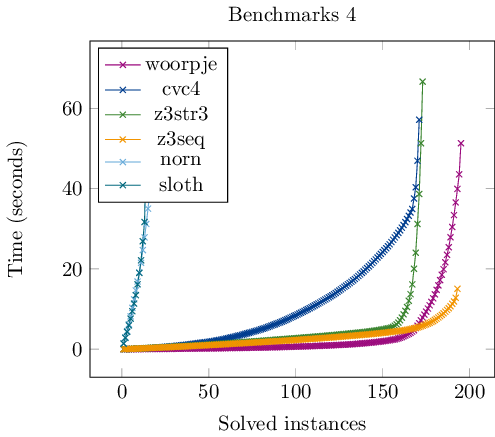 Benchmarks 4
woorpje
cvc4
z3str3
z3seq
norn
sloth
Time (seconds)
60
40
20
0
0 50 100 150 200
Solved instances